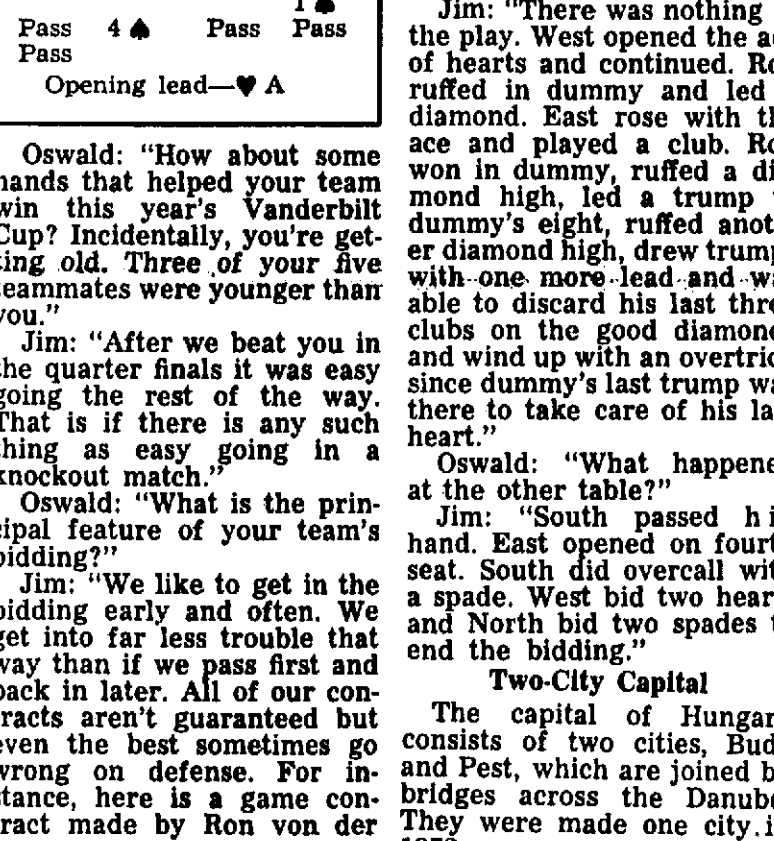 1 ♠
Pass 4 ♠ Pass Pass
Pass
Opening lead—♥ A
Oswald: "How about some
hands that helped your team
win this year's Vanderbilt
Cup? Incidentally, you're get-
ting old. Three of your five
teammates were younger than
you."
Jim: "After we beat you in
the quarter finals it was easy
going the rest of the way.
That is if there is any such
thing as easy going in a
knockout match."
Oswald: "What is the prin-
cipal feature of your team's
bidding?"
Jim: "We like to get in the
bidding early and often. We
get into far less trouble that
way than if we pass first and
back in later. All of our con-
tracts aren't guaranteed but
even the best sometimes go
wrong on defense. For in-
stance, here is a game con-
tract made by Ron von der
Jim: "There was nothing
the play. West opened the
of hearts and continued.
ruffed in dummy and led
diamond. East rose with
ace and played a club.
won in dummy, ruffed a
mond high, led a trump
dummy's eight, ruffed
er diamond high, drew
with one more lead and
able to discard his last
clubs on the good
and wind up with an
since dummy's last trump
there to take care of his
heart."
Oswald: "What
at the other table?"
Jim: "South passed
hand. East opened on
seat. South did overcall
a spade. West bid two
and North bid two spades
end the bidding."
Two-City Capital
The capital of
consists of two cities,
and Pest, which are joined
bridges across the
They were made one city